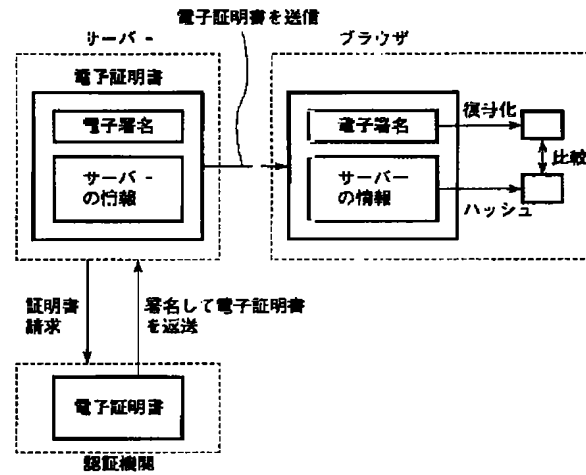 電子証明書を送信
サーバー
ブラウザ
電子証明書
電子署名
サーバー
の情報
電子署名
サーバーの情報
復号化
比較
ハッシュ
証明書
請求
署名して電子証明書
を返送
電子証明書
認証機関